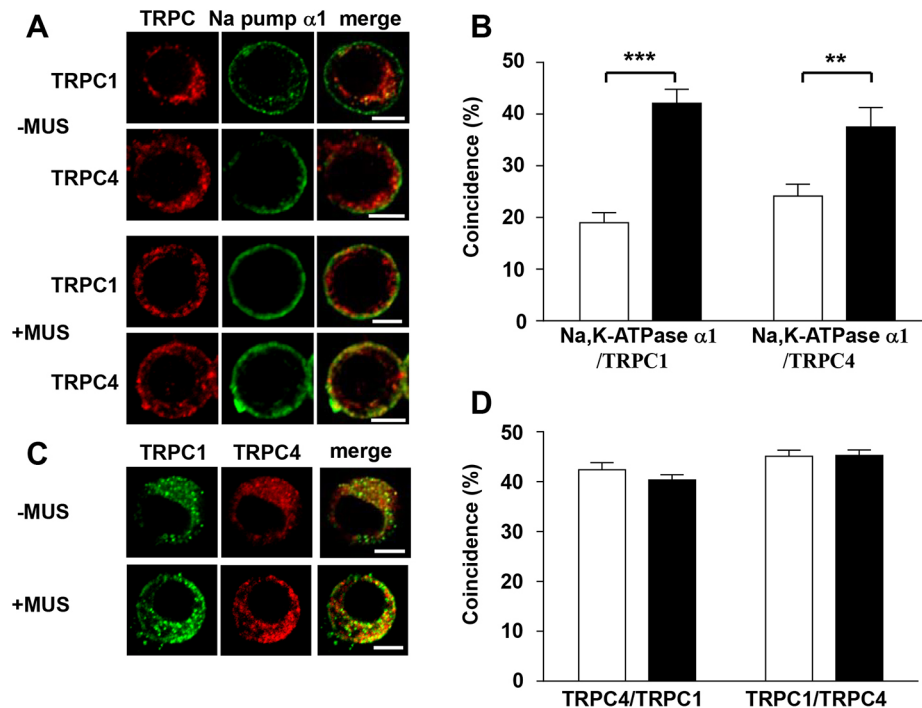 A
TRPC Na pump α1 merge
TRPC1
-MUS
TRPC4
TRPC1
+MUS
TRPC4
B
Coincidence (%)
50
40
30
20
10
0
***
**
Na,K-ATPase α1
/TRPC1
Na,K-ATPase α1
/TRPC4
C
TRPC1 TRPC4 merge
-MUS
+MUS
D
Coincidence (%)
50
40
30
20
10
0
TRPC4/TRPC1
TRPC1/TRPC4